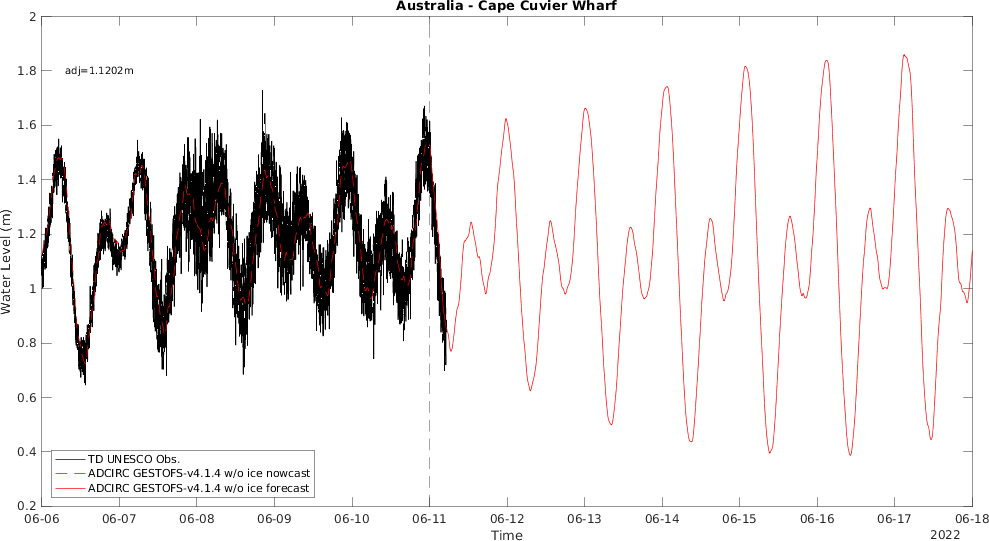 Australia - Cape Cuvier Wharf
2
1.8
1.6
1.4
1.2
1
0.8
0.6
0.4
0.2
Water Level (m)
adj=1.1202m
TD UNESCO Obs.
ADCIRC GESTOFS-v4.1.4 w/o ice nowcast
ADCIRC GESTOFS-v4.1.4 w/o ice forecast
06-06 06-07 06-08 06-09 06-10 06-11 06-12 06-13 06-14 06-15 06-16 06-17 06-18
Time
2022